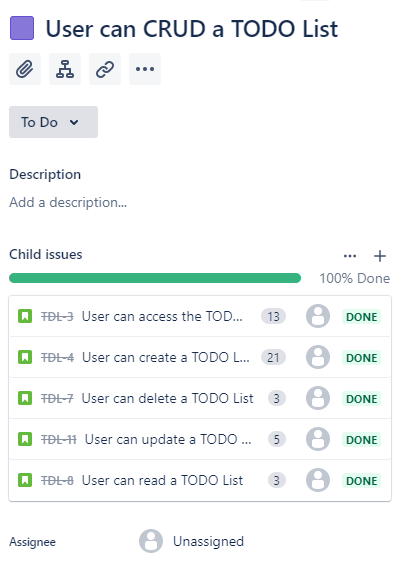 User can CRUD a TODO List
To Do
Description
Add a description...
Child issues
100% Done
TDL-3 User can access the TOD... 13 DONE
TDL-4 User can create a TODO L... 21 DONE
TDL-7 User can delete a TODO List 3 DONE
TDL-11 User can update a TODO ... 5 DONE
TDL-8 User can read a TODO List 3 DONE
Assignee Unassigned